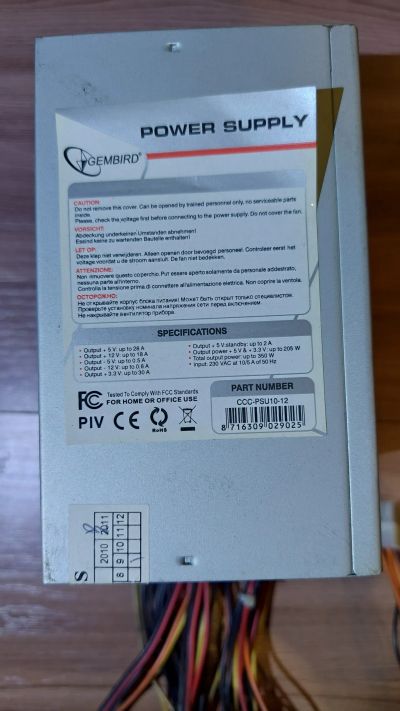 POWER SUPPLY
GEMBIRD®
CAUTION:
Do not remove this cover. Can be opened by trained personnel only, no serviceable parts
inside.
Please, check the voltage first before connecting to the power supply. Do not cover the fan.
VORSICHT:
Abdeckung underkeinen Umstanden abnehmen!
Essind keine zu wartenden Bauteile enthalten!
LET OP:
Deze klep niet verwijderen. Alleen openen door bevoegd personeel. Controleer eerst het
voltage voordat u de stroom aansluit. De fan niet bedekken.
ATTENZIONE:
Non rimuovere questo coperchio. Put essere aperto solamente da personale addestrato,
nessuna parte all'interno.
Controlla la tensione prima di connettere all'alimentazione elettrica. Non coprire la ventola.
ОСТОРОЖНО:
Не открывайте корпус блока питания! Может быть открыт только специалистом.
Проверьте установку номинала напряжения сети перед включением.
Не накрывайте вентилятор прибора.
SPECIFICATIONS
• Output + 5 V: up to 28 A
• Output + 12 V: up to 18 A
• Output - 5 V: up to 0.5 A
• Output - 12 V: up to 0.6 A
• Output + 3.3 V: up to 30 A
• Output + 5 V standby: up to 2 A
• Output power + 5 V & + 3.3 V: up to 205 W
• Total output power: up to 350 W
• Input: 230 VAC at 10/5 A of 50 Hz
FC Tested To Comply With FCC Standards
FOR HOME OR OFFICE USE
PIV CE RoHS
PART NUMBER
CCC-PSU10-12
8 716309 029025
2010 2011
8 9 10 11 12
S